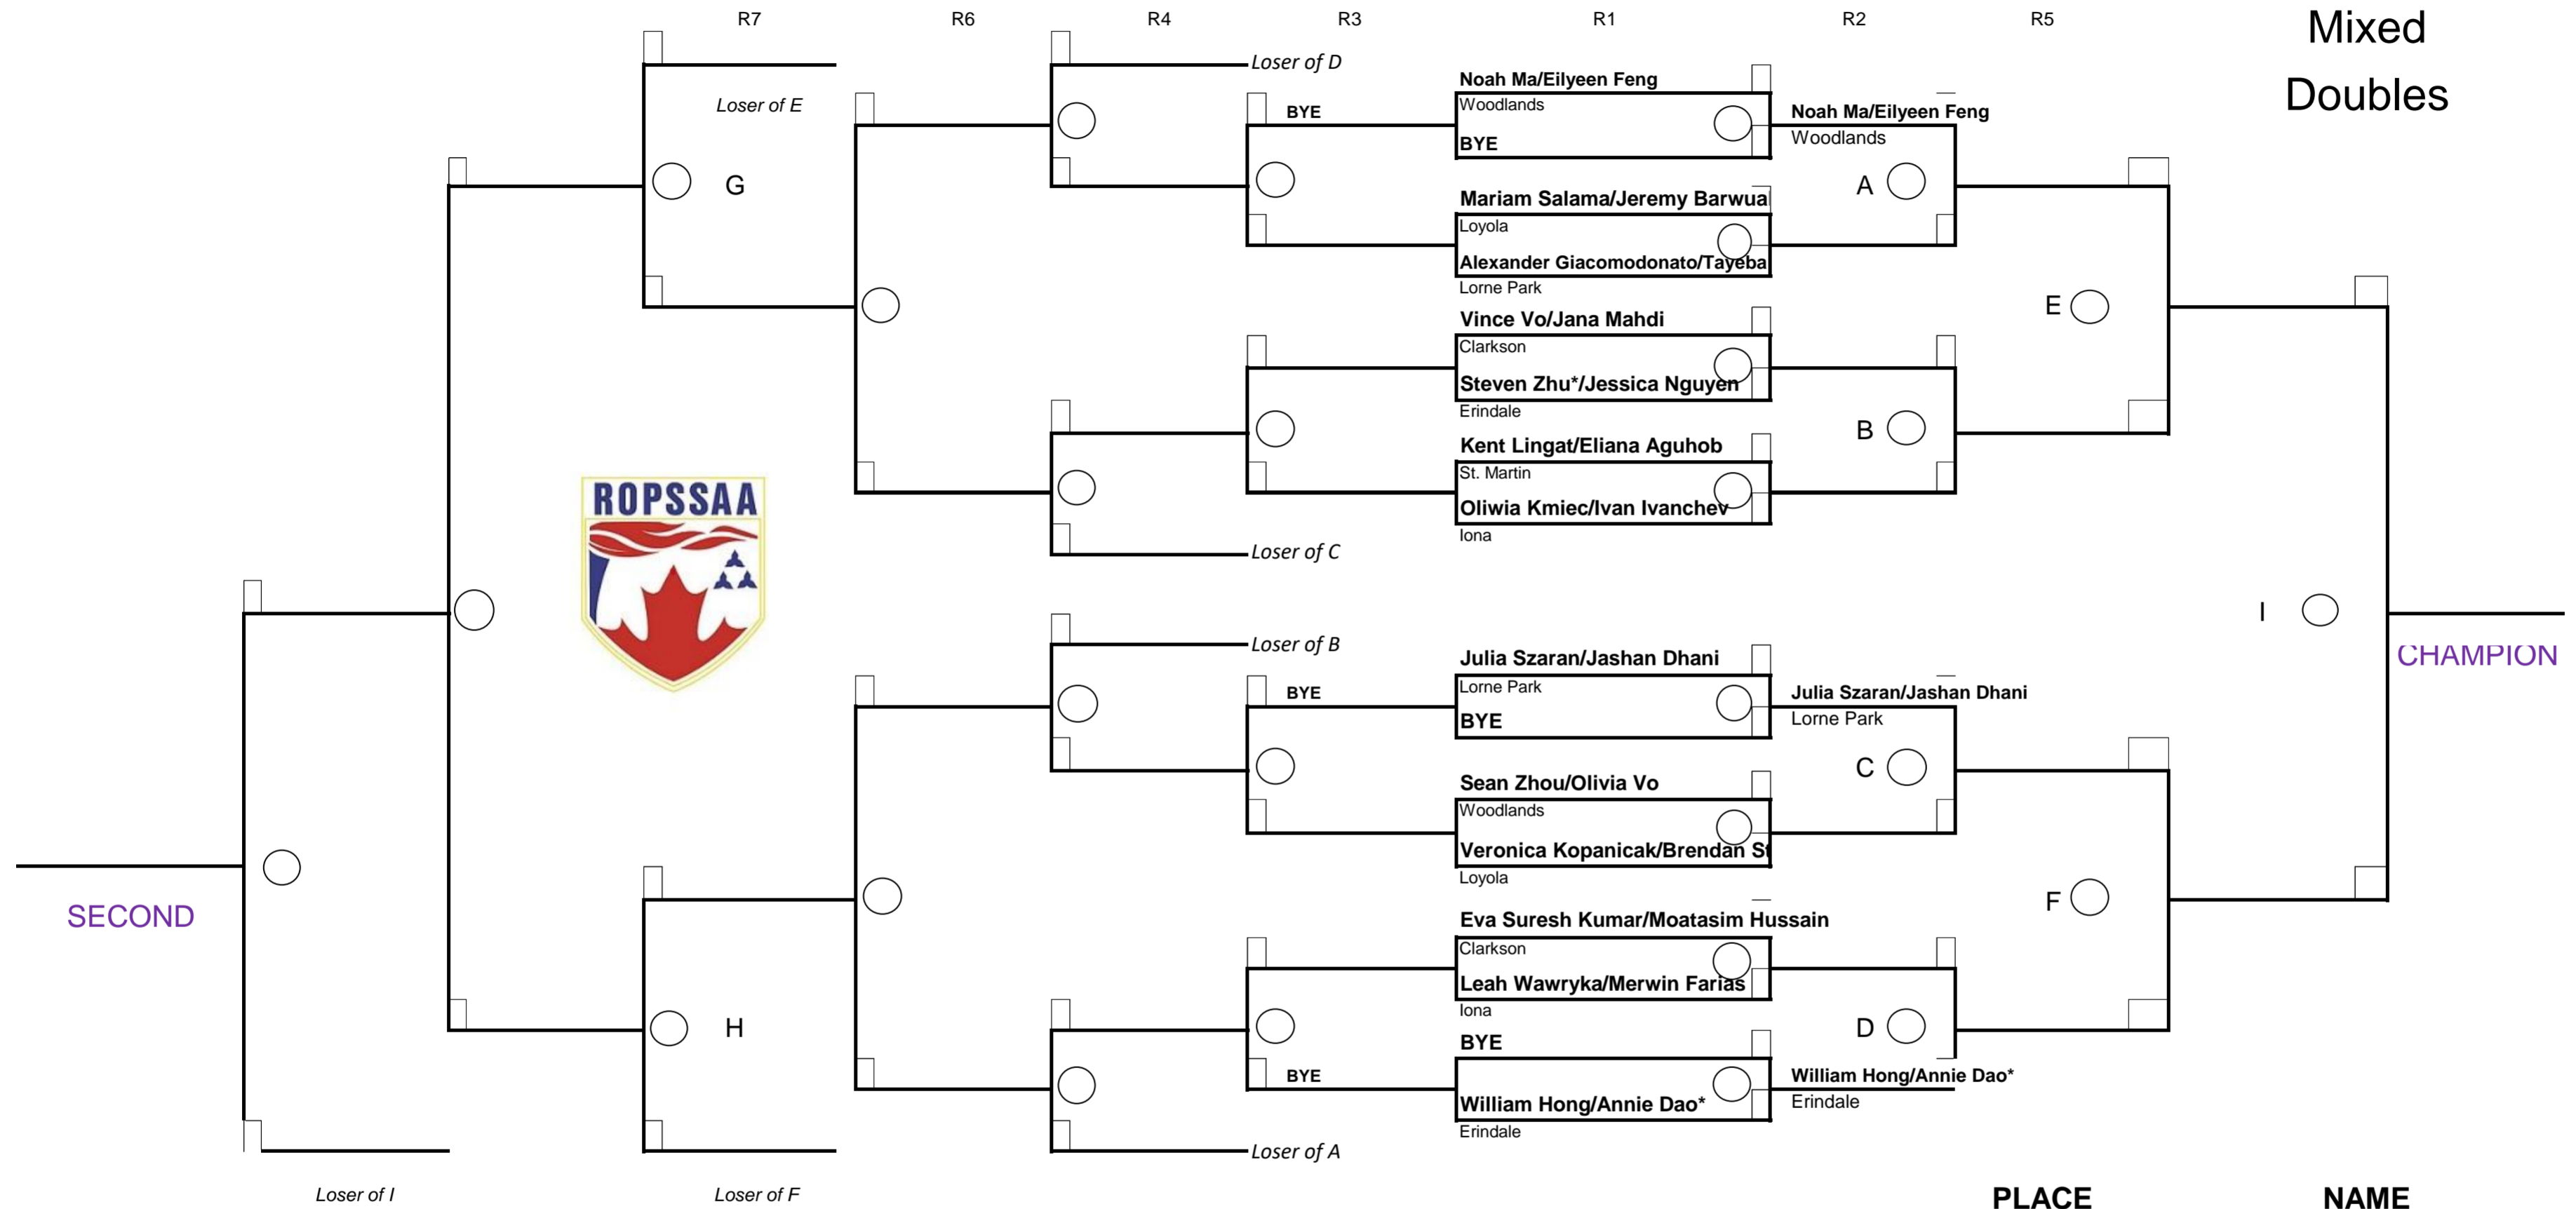 R7 R6 R4 R3 R1 R2 R5
Mixed
Doubles
Loser of D
Noah Ma/Eilyeen Feng
Loser of E
BYE
Woodlands
Noah Ma/Eilyeen Feng
BYE
Woodlands
G
A
Mariam Salama/Jeremy Barwua
Loyola
Alexander Giacomodonato/Tayeba
Lorne Park
E
Vince Vo/Jana Mahdi
Clarkson
Steven Zhu*/Jessica Nguyen
Erindale
B
Kent Lingat/Eliana Aguhob
St. Martin
ROPSSAA
Oliwia Kmiec/Ivan Ivanchev
Iona
Loser of C
I
Loser of B
CHAMPION
Julia Szaran/Jashan Dhani
Lorne Park
BYE
Julia Szaran/Jashan Dhani
BYE
Lorne Park
C
Sean Zhou/Olivia Vo
Woodlands
Veronica Kopanicak/Brendan St
Loyola
F
SECOND
Eva Suresh Kumar/Moatasim Hussain
Clarkson
Leah Wawryka/Merwin Farias
Iona
H
D
BYE
BYE
William Hong/Annie Dao*
William Hong/Annie Dao*
Erindale
Erindale
Loser of A
Loser of I
Loser of F
PLACE NAME